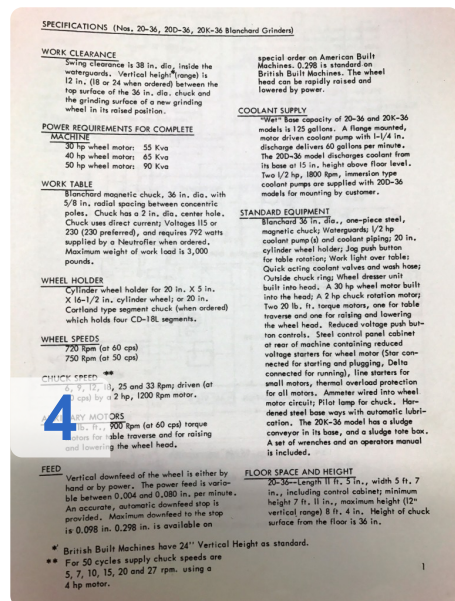 SPECIFICATIONS (Nos. 20-36, 20D-36, 20K-36 Blanchard Grinders)
WORK CLEARANCE
Swing clearance is 38 in. dia. inside the
waterguards. Vertical height*(range) is
12 in. (18 or 24 when ordered) between the
top surface of the 36 in. dia. chuck and
the grinding surface of a new grinding
wheel in its raised position.
POWER REQUIREMENTS FOR COMPLETE
MACHINE
30 hp wheel motor: 55 Kva
40 hp wheel motor: 65 Kva
50 hp wheel motor: 90 Kva
WORK TABLE
Blanchard magnetic chuck, 36 in. dia. with
5/8 in. radial spacing between concentric
poles. Chuck has a 2 in. dia. center hole.
Chuck uses direct current; Voltages 115 or
230 (230 preferred), and requires 792 watts
supplied by a Neutrofier when ordered.
Maximum weight of work load is 3,000
pounds.
WHEEL HOLDER
Cylinder wheel holder for 20 in. X 5 in.
X 16-1/2 in. cylinder wheel; or 20 in.
Cortland type segment chuck (when ordered)
which holds four CD-18L segments.
WHEEL SPEEDS
720 Rpm (at 60 cps)
750 Rpm (at 50 cps)
CHUCK SPEED **
6, 9, 12, 18, 25 and 33 Rpm; driven (at
cps) by a 2 hp, 1200 Rpm motor.
MOTORS
lb. ft., 900 Rpm (at 60 cps) torque
motors for table traverse and for raising
and lowering the wheel head.
FEED
Vertical downfeed of the wheel is either by
hand or by power. The power feed is varia-
ble between 0.004 and 0.080 in. per minute.
An accurate, automatic downfeed stop is
provided. Maximum downfeed to the stop
is 0.098 in. 0.298 in. is available on
special order on American Built
Machines. 0.298 is standard on
British Built Machines. The wheel
head can be rapidly raised and
lowered by power.
COOLANT SUPPLY
"Wet" Base capacity of 20-36 and 20K-36
models is 125 gallons. A flange mounted,
motor driven coolant pump with 1-1/4 in.
discharge delivers 60 gallons per minute.
The 20D-36 model discharges coolant from
its base at 15 in. height above floor level.
Two 1/2 hp, 1800 Rpm, immersion type
coolant pumps are supplied with 20D-36
models for mounting by customer.
STANDARD EQUIPMENT
Blanchard 36 in. dia., one-piece steel,
magnetic chuck; Waterguards; 1/2 hp
coolant pump(s) and coolant piping; 20 in.
cylinder wheel holder; Jog push button
for table rotation; Work light over table;
Quick acting coolant valves and wash hose;
Outside chuck ring; Wheel dresser unit
built into head. A 30 hp wheel motor built
into the head; A 2 hp chuck rotation motor;
Two 20 lb. ft. torque motors, one for table
traverse and one for raising and lowering
the wheel head. Reduced voltage push but-
ton controls. Steel control panel cabinet
at rear of machine containing reduced
voltage starters for wheel motor (Star con-
nected for starting and plugging, Delta
connected for running), line starters for
small motors, thermal overload protection
for all motors. Ammeter wired into wheel
motor circuit; Pilot lamp for chuck. Har-
dened steel base ways with automatic lubri-
cation. The 20K-36 model has a sludge
conveyor in its base, and a sludge tote box.
A set of wrenches and an operators manual
is included.
FLOOR SPACE AND HEIGHT
20-36--Length 11 ft. 5 in., width 5 ft. 7
in., including control cabinet; minimum
height 7 ft. 11 in., maximum height (12"
vertical range) 8 ft. 4 in. Height of chuck
surface from the floor is 36 in.
* British Built Machines have 24" Vertical Height as standard.
** For 50 cycles supply chuck speeds are
5, 7, 10, 15, 20 and 27 rpm. using a
4 hp motor.
1
4